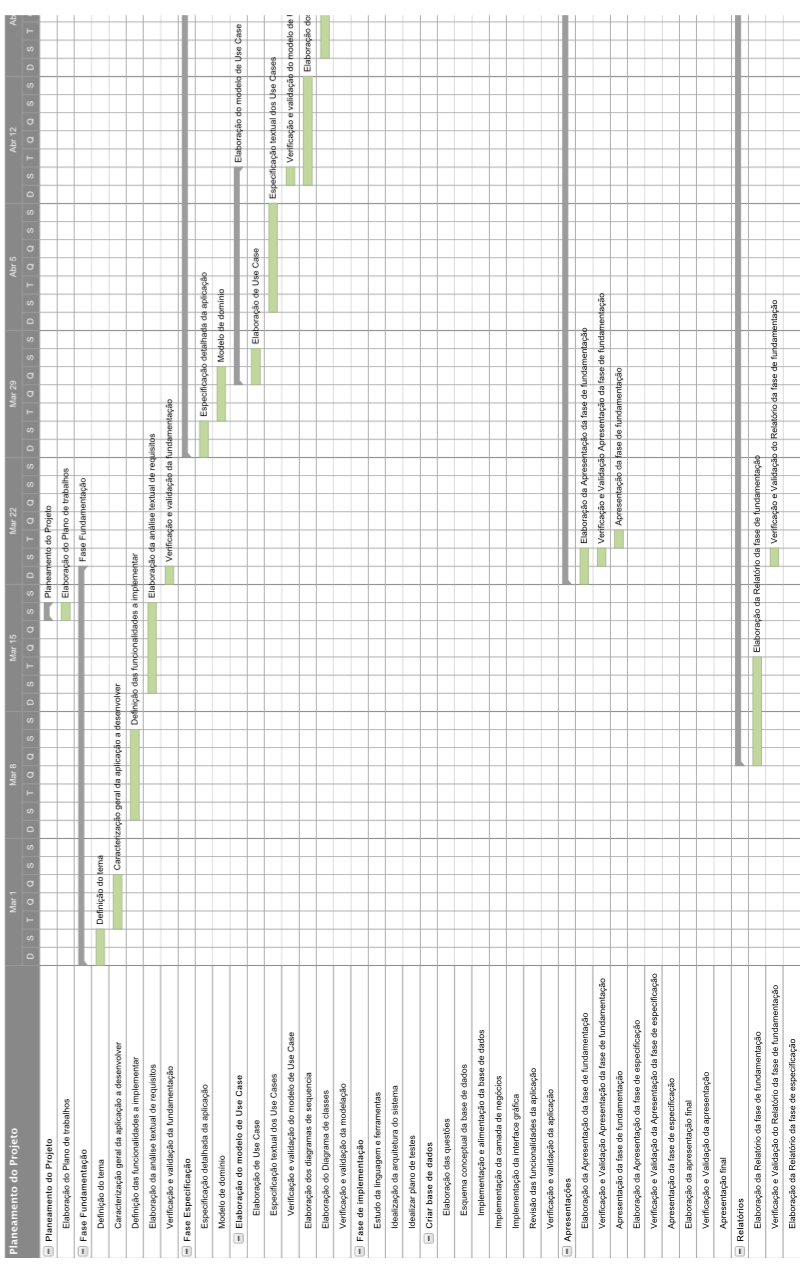 Planeamento do Projeto
Mar 1 Mar 8 Mar 15 Mar 22 Mar 29 Abr 5 Abr 12 Ab
D S T Q Q S S D S T Q Q S S D S T Q Q S S D S T Q Q S S D S T Q Q S S D S T Q Q S S D S T Q Q S S D S T
Planeamento do Projeto
Elaboração do Plano de trabalhos
Fase Fundamentação
Definição do tema
Caracterização geral da aplicação a desenvolver
Definição das funcionalidades a implementar
Elaboração da análise textual de requisitos
Verificação e validação da fundamentação
Fase Especificação
Especificação detalhada da aplicação
Modelo de domínio
Elaboração do modelo de Use Case
Elaboração de Use Case
Especificação textual dos Use Cases
Verificação e validação do modelo de Use Case
Elaboração dos diagramas de sequencia
Elaboração do Diagrama de classes
Verificação e validação da modelação
Fase de implementação
Estudo da linguagem e ferramentas
Idealização da arquitetura do sistema
Idealizar plano de testes
Criar base de dados
Elaboração das questões
Esquema conceptual da base de dados
Implementação e alimentação da base de dados
Implementação da camada de negócios
Implementação da interface gráfica
Revisão das funcionalidades da aplicação
Verificação e validação da aplicação
Apresentações
Elaboração da Apresentação da fase de fundamentação
Verificação e Validação Apresentação da fase de fundamentação
Apresentação da fase de fundamentação
Elaboração da Apresentação da fase de especificação
Verificação e Validação da Apresentação da fase de especificação
Apresentação da fase de especificação
Elaboração da apresentação final
Verificação e Validação da apresentação
Apresentação final
Relatórios
Elaboração da Relatório da fase de fundamentação
Verificação e Validação do Relatório da fase de fundamentação
Elaboração da Relatório da fase de especificação
Planeamento do Projeto
Elaboração do Plano de trabalhos
Fase Fundamentação
Definição do tema
Caracterização geral da aplicação a desenvolver
Definição das funcionalidades a implementar
Elaboração da análise textual de requisitos
Verificação e validação da fundamentação
Especificação detalhada da aplicação
Modelo de domínio
Elaboração do modelo de Use Case
Elaboração de Use Case
Especificação textual dos Use Cases
Verificação e validação do modelo de
Elaboração dos
Elaboração da Apresentação da fase de fundamentação
Verificação e Validação Apresentação da fase de fundamentação
Apresentação da fase de fundamentação
Elaboração da Relatório da fase de fundamentação
Verificação e Validação do Relatório da fase de fundamentação